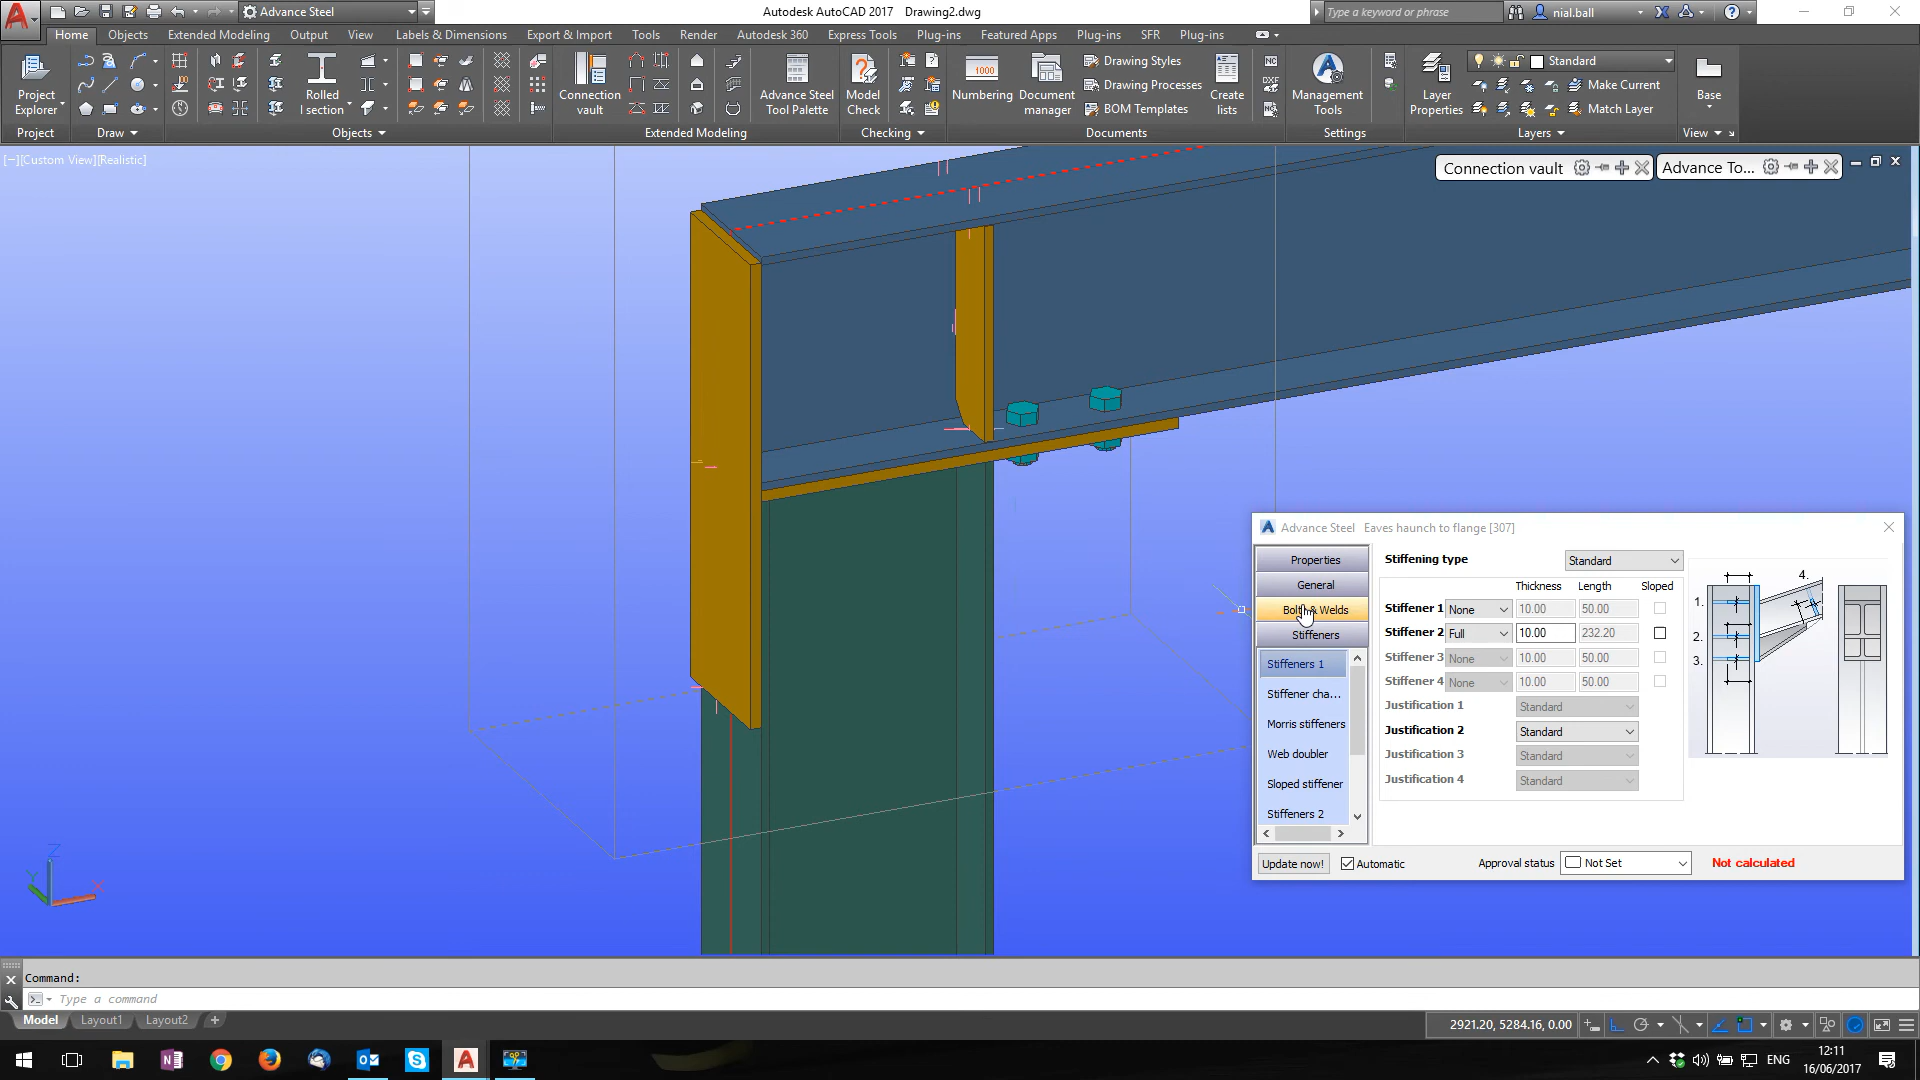 Advance Steel
Autodesk AutoCAD 2017 Drawing2.dwg
Type a keyword or phrase
nial.ball
Home Objects Extended Modeling Output View Labels & Dimensions Export & Import Tools Render Autodesk 360 Express Tools Plug-ins Featured Apps Plug-ins SFR Plug-ins
Project Explorer
Rolled I section
Connection vault
Advance Steel Tool Palette
Model Check
1000
Numbering
Document manager
Drawing Styles
Drawing Processes
BOM Templates
Create lists
NC
DXF
NC
Management Tools
Layer Properties
Standard
Make Current
Match Layer
Base
Project Draw Objects Extended Modeling Checking Documents Settings Layers View
[−][Custom View][Realistic]
Connection vault
Advance To...
Advance Steel Eaves haunch to flange [307]
Properties
General
Bolts & Welds
Stiffeners
Stiffeners 1
Stiffener cha...
Morris stiffeners
Web doubler
Sloped stiffener
Stiffeners 2
Stiffening type Standard
Thickness Length Sloped
Stiffener 1 None 10.00 50.00
Stiffener 2 Full 10.00 232.20
Stiffener 3 None 10.00 50.00
Stiffener 4 None 10.00 50.00
Justification 1 Standard
Justification 2 Standard
Justification 3 Standard
Justification 4 Standard
4.
1.
2.
3.
Update now! Automatic Approval status Not Set Not calculated
Z
Y
X
Command:
Type a command
Model Layout1 Layout2 +
2921.20, 5284.16, 0.00
ENG
12:11
16/06/2017